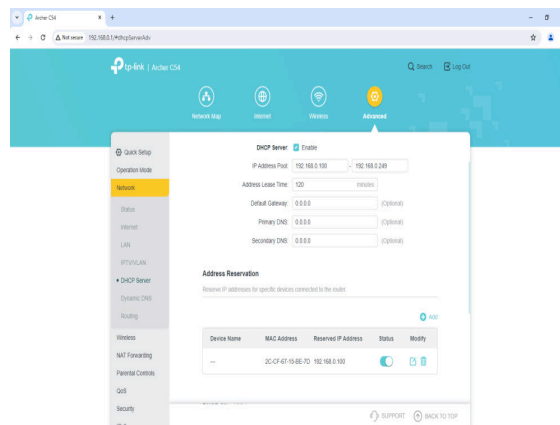 Archer C54
Not secure 192.168.0.1/#dhcpServerAdv
tp-link | Archer C54
Search Log Out
Network Map Internet Wireless Advanced
Quick Setup
Operation Mode
Network
Status
Internet
LAN
IPTV/VLAN
DHCP Server
Dynamic DNS
Routing
Wireless
NAT Forwarding
Parental Controls
QoS
Security
DHCP Server: Enable
IP Address Pool: 192.168.0.100 - 192.168.0.249
Address Lease Time: 120 minutes
Default Gateway: 0.0.0.0 (Optional)
Primary DNS: 0.0.0.0 (Optional)
Secondary DNS: 0.0.0.0 (Optional)
Address Reservation
Reserve IP addresses for specific devices connected to the router.
Add
Device Name MAC Address Reserved IP Address Status Modify
--- 2C-CF-67-15-BE-7D 192.168.0.100
SUPPORT BACK TO TOP